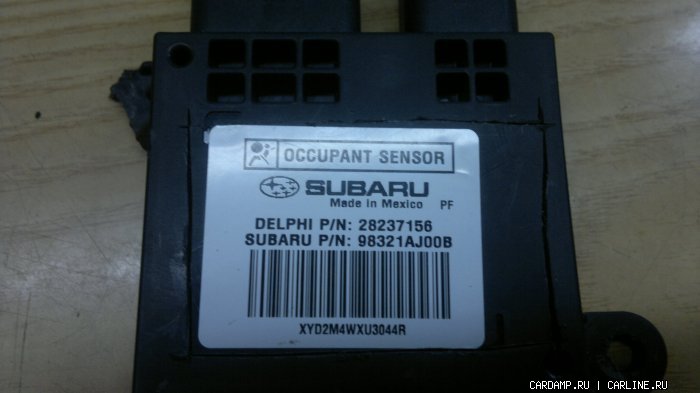 OCCUPANT SENSOR
SUBARU
Made in Mexico PF
DELPHI P/N: 28237156
SUBARU P/N: 98321AJ00B
XYD2M4WXU3044R
CARDAMP.RU | CARLINE.RU